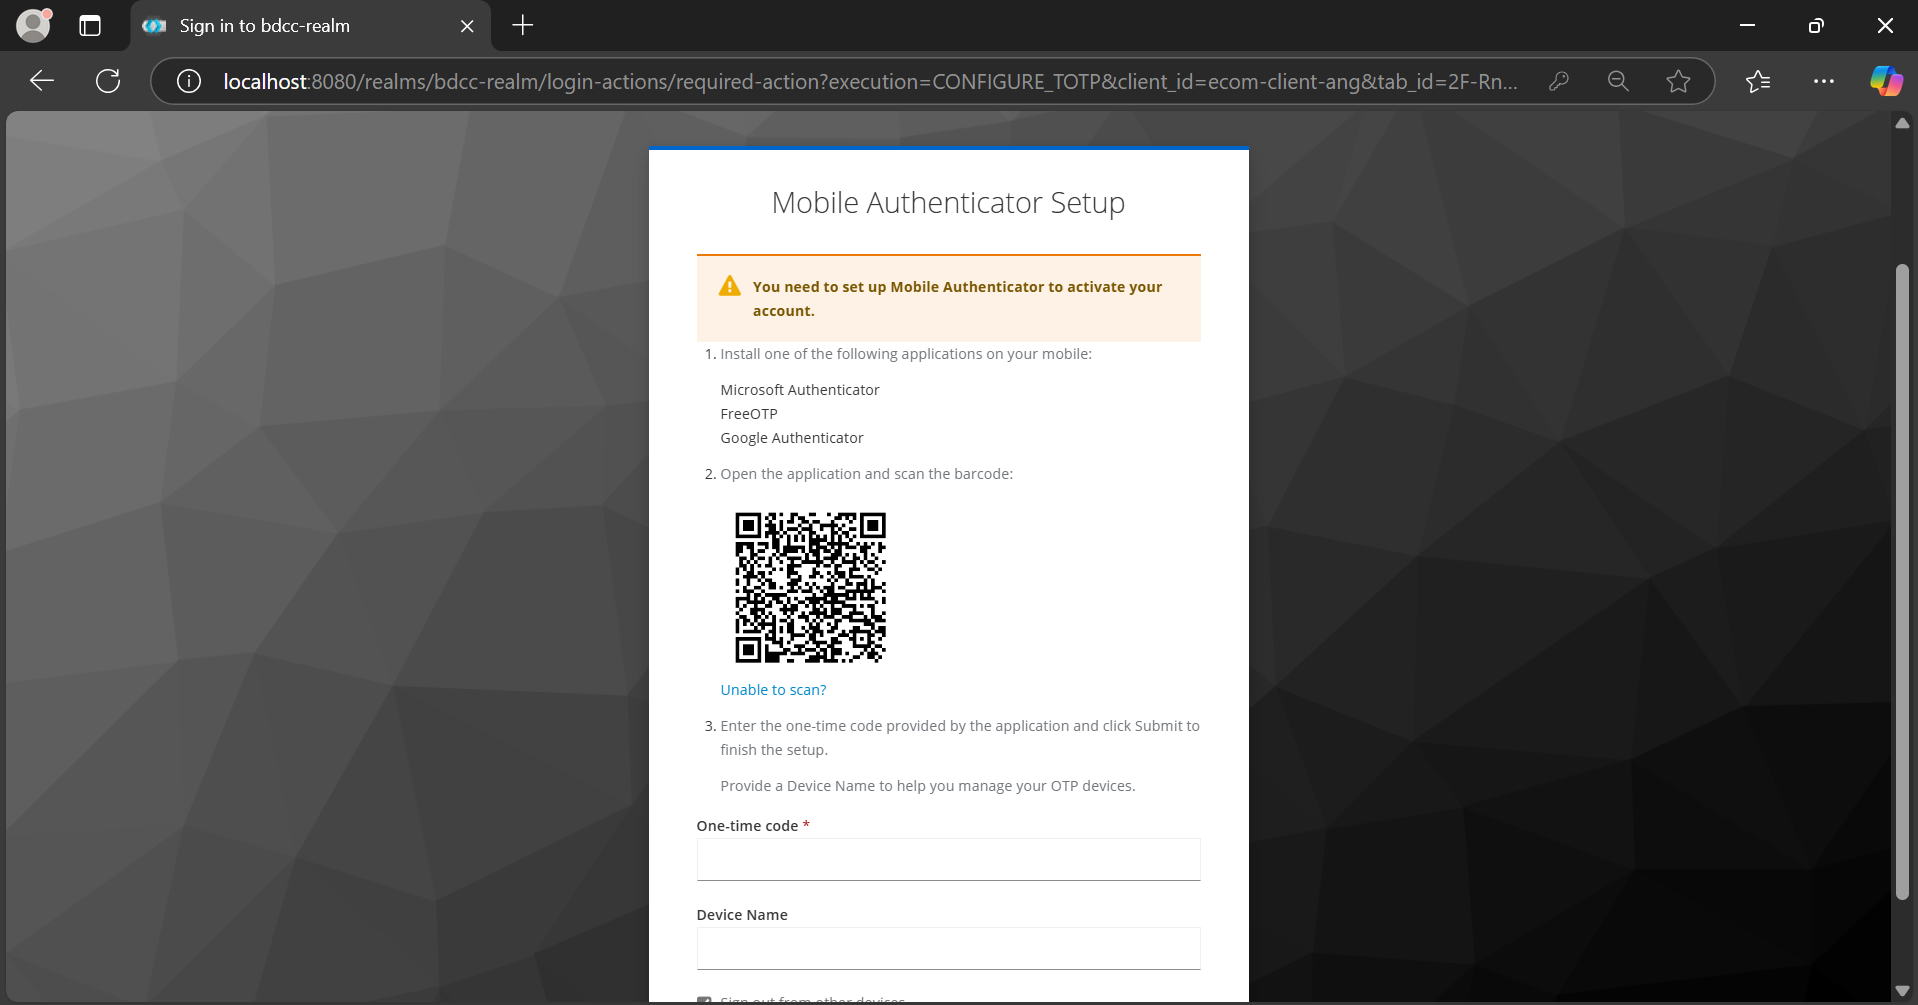 Sign in to bdcc-realm
localhost:8080/realms/bdcc-realm/login-actions/required-action?execution=CONFIGURE_TOTP&client_id=ecom-client-ang&tab_id=2F-Rn...
Mobile Authenticator Setup
You need to set up Mobile Authenticator to activate your
account.
1. Install one of the following applications on your mobile:
Microsoft Authenticator
FreeOTP
Google Authenticator
2. Open the application and scan the barcode:
Unable to scan?
3. Enter the one-time code provided by the application and click Submit to
finish the setup.
Provide a Device Name to help you manage your OTP devices.
One-time code *
Device Name
Sign out from other devices